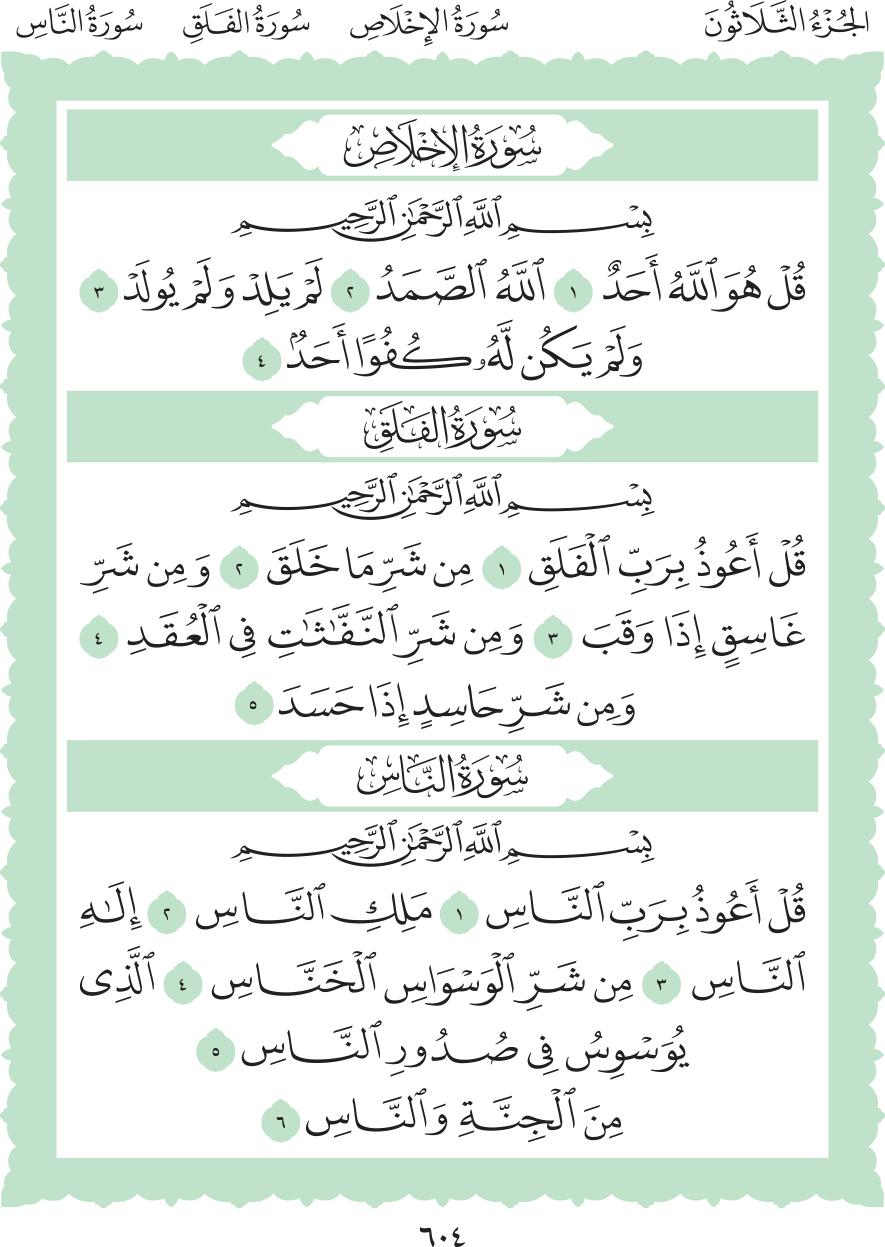 الجُزْءُ الثَّلَاثُونَ سُورَةُ الإِخْلَاصِ سُورَةُ الفَلَقِ سُورَةُ النَّاسِ
سُورَةُ الإِخْلَاصِ
بِسۡمِ ٱللَّهِ ٱلرَّحۡمَٰنِ ٱلرَّحِيمِ
قُلۡ هُوَ ٱللَّهُ أَحَدٌ ١ ٱللَّهُ ٱلصَّمَدُ ٢ لَمۡ يَلِدۡ وَلَمۡ يُولَدۡ ٣
وَلَمۡ يَكُن لَّهُۥ كُفُوًا أَحَدُۢ ٤
سُورَةُ الفَلَقِ
بِسۡمِ ٱللَّهِ ٱلرَّحۡمَٰنِ ٱلرَّحِيمِ
قُلۡ أَعُوذُ بِرَبِّ ٱلۡفَلَقِ ١ مِن شَرِّ مَا خَلَقَ ٢ وَمِن شَرِّ
غَاسِقٍ إِذَا وَقَبَ ٣ وَمِن شَرِّ ٱلنَّفَّٰثَٰتِ فِي ٱلۡعُقَدِ ٤
وَمِن شَرِّ حَاسِدٍ إِذَا حَسَدَ ٥
سُورَةُ النَّاسِ
بِسۡمِ ٱللَّهِ ٱلرَّحۡمَٰنِ ٱلرَّحِيمِ
قُلۡ أَعُوذُ بِرَبِّ ٱلنَّاسِ ١ مَلِكِ ٱلنَّاسِ ٢ إِلَٰهِ
ٱلنَّاسِ ٣ مِن شَرِّ ٱلۡوَسۡوَاسِ ٱلۡخَنَّاسِ ٤ ٱلَّذِي
يُوَسۡوِسُ فِي صُدُورِ ٱلنَّاسِ ٥
مِنَ ٱلۡجِنَّةِ وَٱلنَّاسِ ٦
٦٠٤